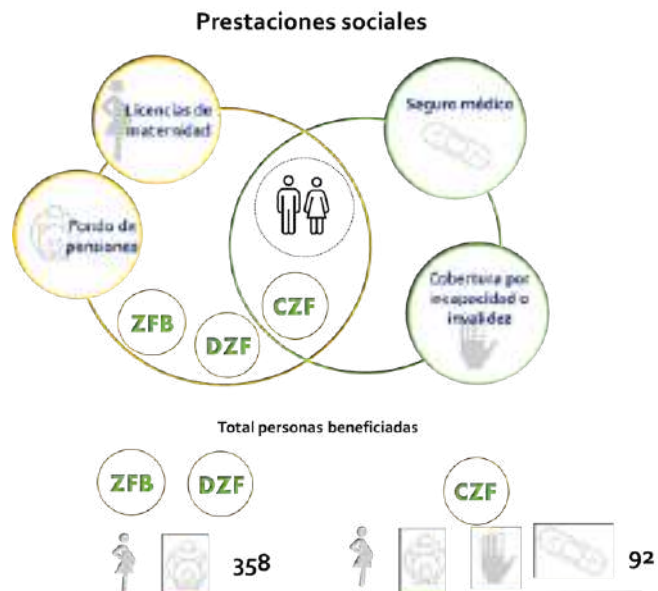 Prestaciones sociales
Licencias de
maternidad
Seguro médico
Fondo de
pensiones
Cobertura por
incapacidad o
invalidez
ZFB
DZF
CZF
Total personas beneficiadas
ZFB
DZF
CZF
358
92